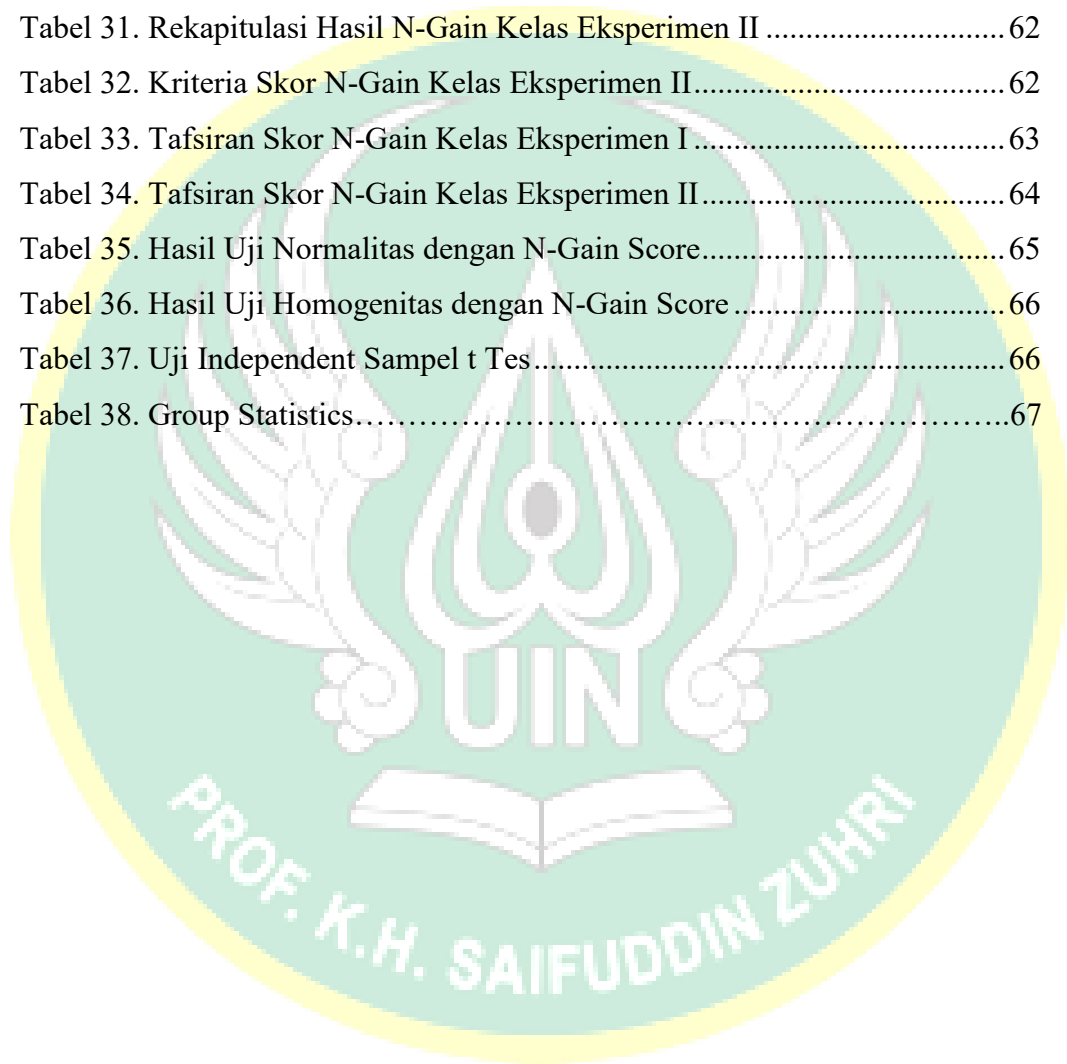 Tabel 31. Rekapitulasi Hasil N-Gain Kelas Eksperimen II ............................ 62
Tabel 32. Kriteria Skor N-Gain Kelas Eksperimen II.................................... 62
Tabel 33. Tafsiran Skor N-Gain Kelas Eksperimen I .................................... 63
Tabel 34. Tafsiran Skor N-Gain Kelas Eksperimen II................................... 64
Tabel 35. Hasil Uji Normalitas dengan N-Gain Score................................... 65
Tabel 36. Hasil Uji Homogenitas dengan N-Gain Score ............................... 66
Tabel 37. Uji Independent Sampel t Tes....................................................... 66
Tabel 38. Group Statistics…………………………………………………………..67
UIN
PROF. K.H. SAIFUDDIN ZUHRI